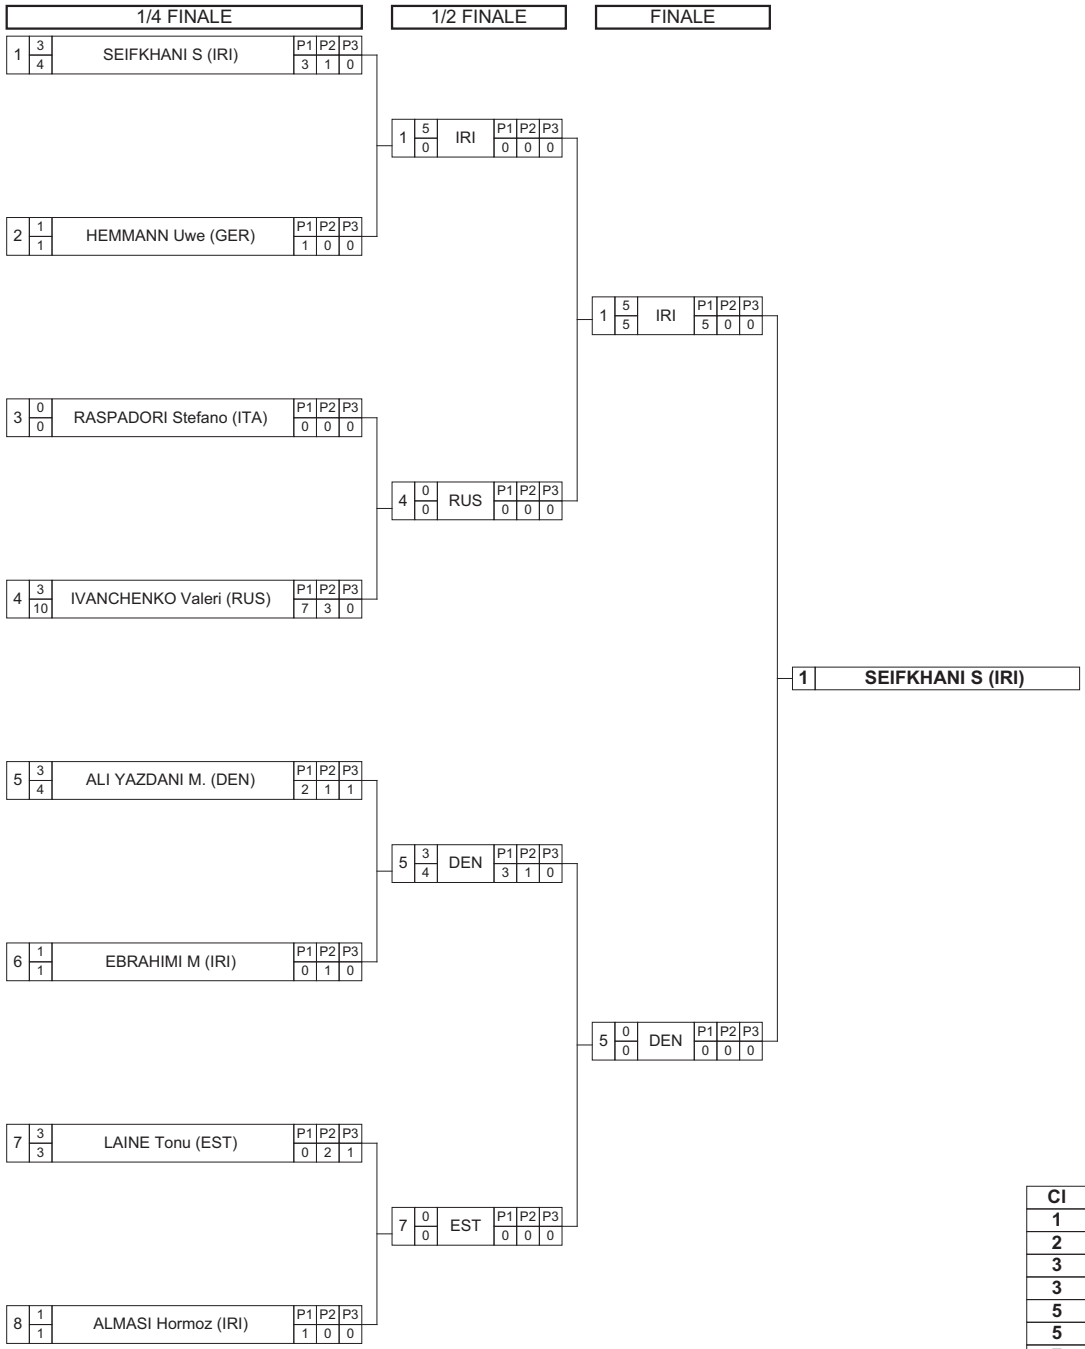 1/4 FINALE 1/2 FINALE FINALE
1 3 SEIFKHANI S (IRI) P1 P2 P3
4 3 1 0
1 5 IRI P1 P2 P3
0 0 0 0
2 1 HEMMANN Uwe (GER) P1 P2 P3
1 1 0 0
1 5 IRI P1 P2 P3
5 5 0 0
3 0 RASPADORI Stefano (ITA) P1 P2 P3
0 0 0 0
4 0 RUS P1 P2 P3
0 0 0 0
4 3 IVANCHENKO Valeri (RUS) P1 P2 P3
10 7 3 0
1 SEIFKHANI S (IRI)
5 3 ALI YAZDANI M. (DEN) P1 P2 P3
4 2 1 1
5 3 DEN P1 P2 P3
4 3 1 0
6 1 EBRAHIMI M (IRI) P1 P2 P3
1 0 1 0
5 0 DEN P1 P2 P3
0 0 0 0
7 3 LAINE Tonu (EST) P1 P2 P3
3 0 2 1
7 0 EST P1 P2 P3
0 0 0 0
8 1 ALMASI Hormoz (IRI) P1 P2 P3
1 1 0 0
Cl
1
2
3
3
5
5